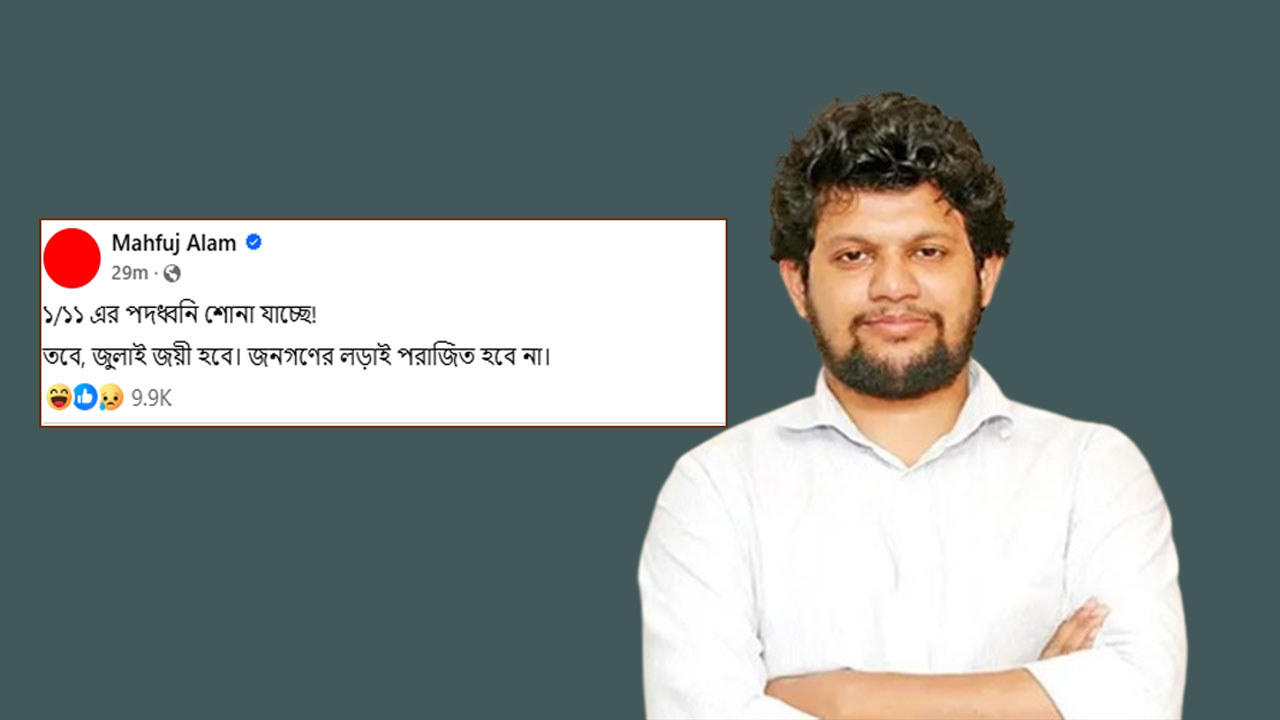 Mahfuj Alam
29m ·
১/১১ এর পদধ্বনি শোনা যাচ্ছে!
তবে, জুলাই জয়ী হবে। জনগণের লড়াই পরাজিত হবে না।
9.9K